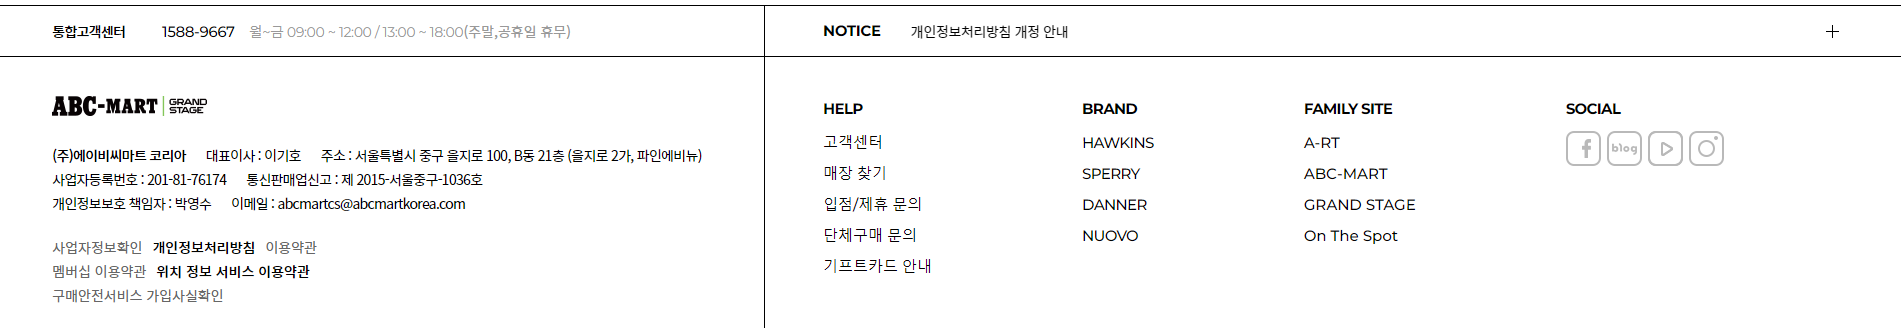 통합고객센터 1588-9667 월~금 09:00 ~ 12:00 / 13:00 ~ 18:00(주말,공휴일 휴무)
NOTICE 개인정보처리방침 개정 안내
ABC-MART GRAND STAGE
(주)에이비씨마트 코리아 대표이사 : 이기호 주소 : 서울특별시 중구 을지로 100, B동 21층 (을지로 2가, 파인에비뉴)
사업자등록번호 : 201-81-76174 통신판매업신고 : 제 2015-서울중구-1036호
개인정보보호 책임자 : 박영수 이메일 : abcmartcs@abcmartkorea.com
사업자정보확인 개인정보처리방침 이용약관
멤버십 이용약관 위치 정보 서비스 이용약관
구매안전서비스 가입사실확인
HELP
고객센터
매장 찾기
입점/제휴 문의
단체구매 문의
기프트카드 안내
BRAND
HAWKINS
SPERRY
DANNER
NUOVO
FAMILY SITE
A-RT
ABC-MART
GRAND STAGE
On The Spot
SOCIAL
blog